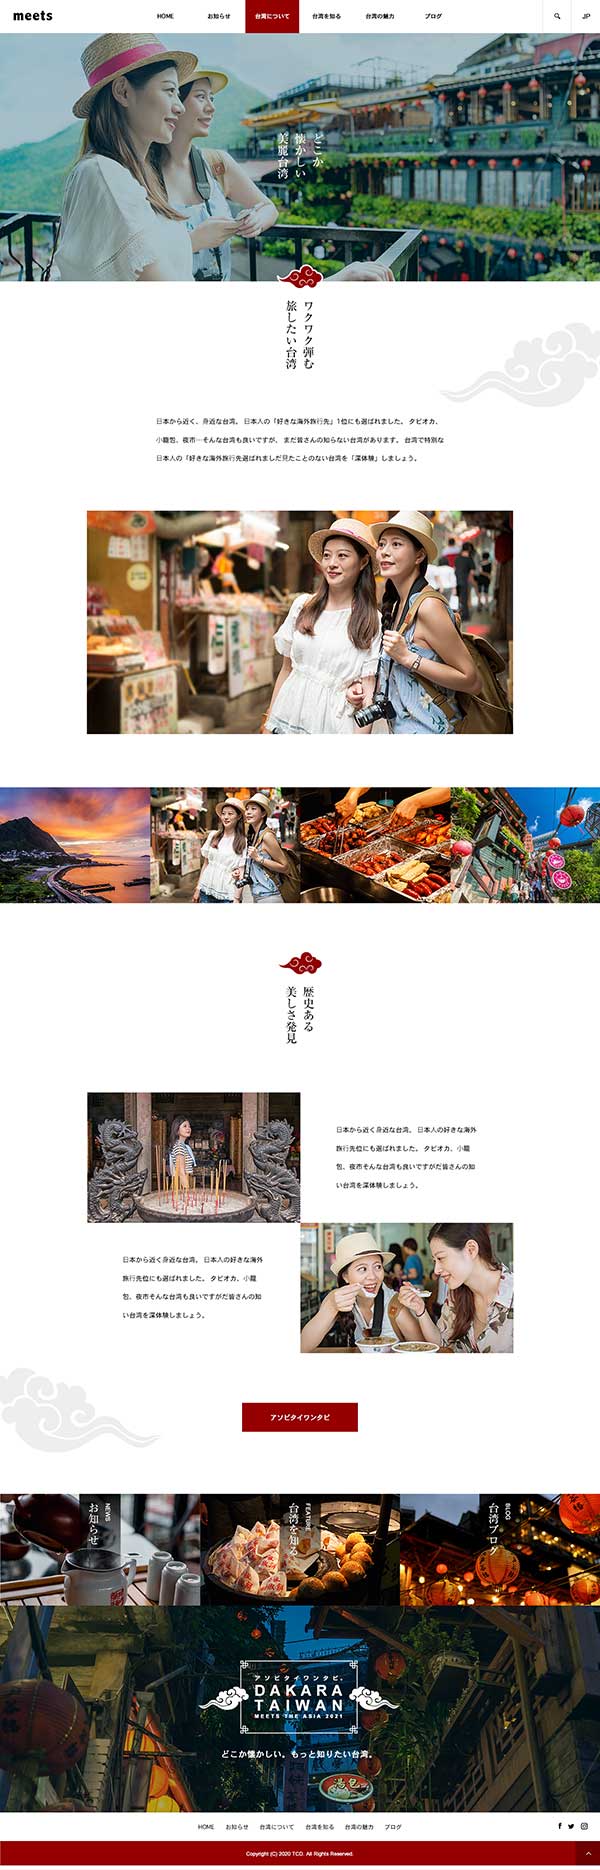 meets
HOME
お知らせ
台湾について
台湾を知る
台湾の魅力
ブログ
JP
どこか
懐かしい
美麗台湾
ワクワク弾む
旅したい台湾
日本から近く、身近な台湾。日本人の「好きな海外旅行先」1位にも選ばれました。タピオカ、
小籠包、夜市…そんな台湾も良いですが、まだ皆さんの知らない台湾があります。台湾で特別な
日本人の「好きな海外旅行先選ばれましだ見たことのない台湾を「深体験」しましょう。
歴史ある
美しさ発見
日本から近く身近な台湾。日本人の好きな海外
旅行先位にも選ばれました。タピオカ、小籠
包、夜市そんな台湾も良いですがだ皆さんの知
い台湾を深体験しましょう。
日本から近く身近な台湾。日本人の好きな海外
旅行先位にも選ばれました。タピオカ、小籠
包、夜市そんな台湾も良いですがだ皆さんの知
い台湾を深体験しましょう。
アソビタイワンタビ
NEWS
お知らせ
FEATURE
台湾を知る
BLOG
台湾ブログ
アソビタイワンタビ。
DAKARA
TAIWAN
MEETS THE ASIA 2021
どこか懐かしい。もっと知りたい台湾。
湯包
HOME
お知らせ
台湾について
台湾を知る
台湾の魅力
ブログ
Copyright (C) 2020 TCD. All Rights Reserved.